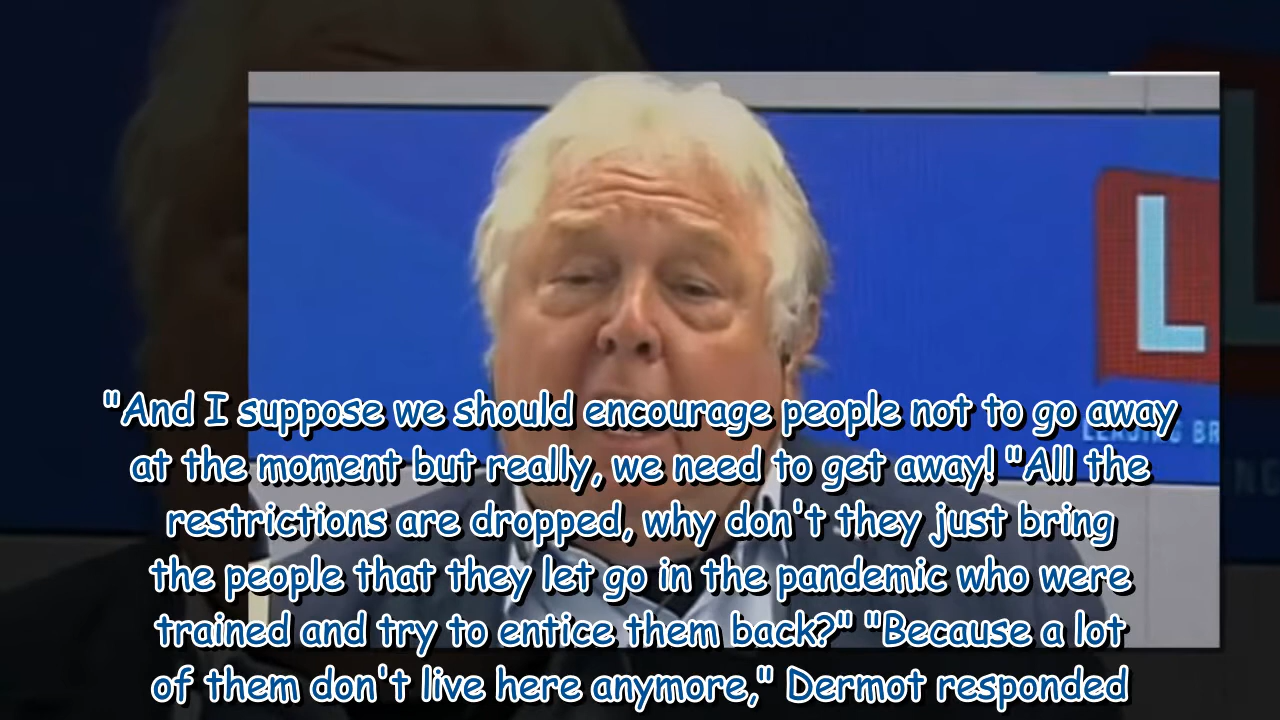 L
LEADING BR
"And I suppose we should encourage people not to go away
at the moment but really, we need to get away! "All the
restrictions are dropped, why don't they just bring
the people that they let go in the pandemic who were
trained and try to entice them back?" "Because a lot
of them don't live here anymore," Dermot responded